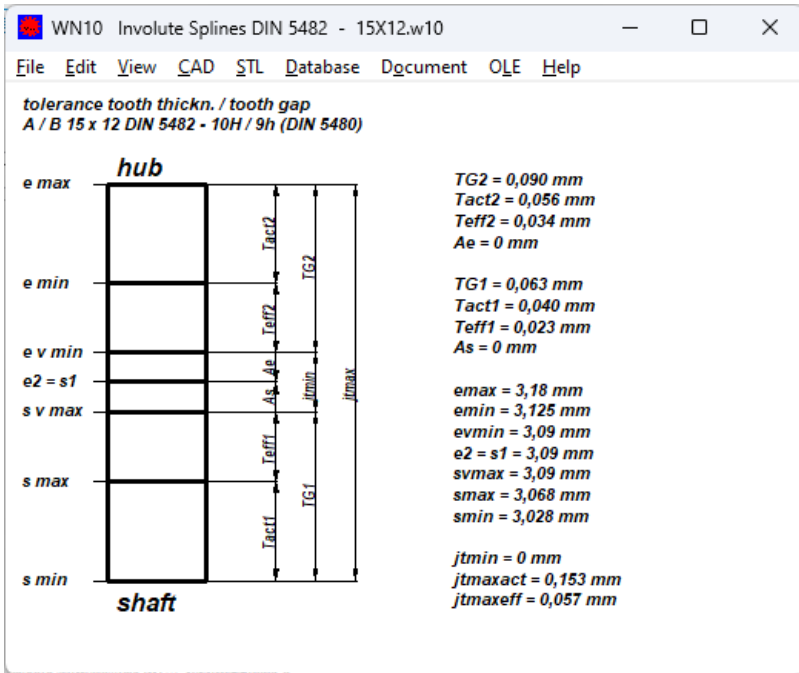 WN10 Involute Splines DIN 5482 - 15X12.w10
File Edit View CAD STL Database Document OLE Help
tolerance tooth thickn. / tooth gap
A / B 15 x 12 DIN 5482 - 10H / 9h (DIN 5480)
hub
e max
e min
e v min
e2 = s1
s v max
s max
s min
shaft
Tact2
Teff2
Ae
As
Teff1
Tact1
TG2
jtmin
TG1
jtmax
TG2 = 0,090 mm
Tact2 = 0,056 mm
Teff2 = 0,034 mm
Ae = 0 mm
TG1 = 0,063 mm
Tact1 = 0,040 mm
Teff1 = 0,023 mm
As = 0 mm
emax = 3,18 mm
emin = 3,125 mm
evmin = 3,09 mm
e2 = s1 = 3,09 mm
svmax = 3,09 mm
smax = 3,068 mm
smin = 3,028 mm
jtmin = 0 mm
jtmaxact = 0,153 mm
jtmaxeff = 0,057 mm